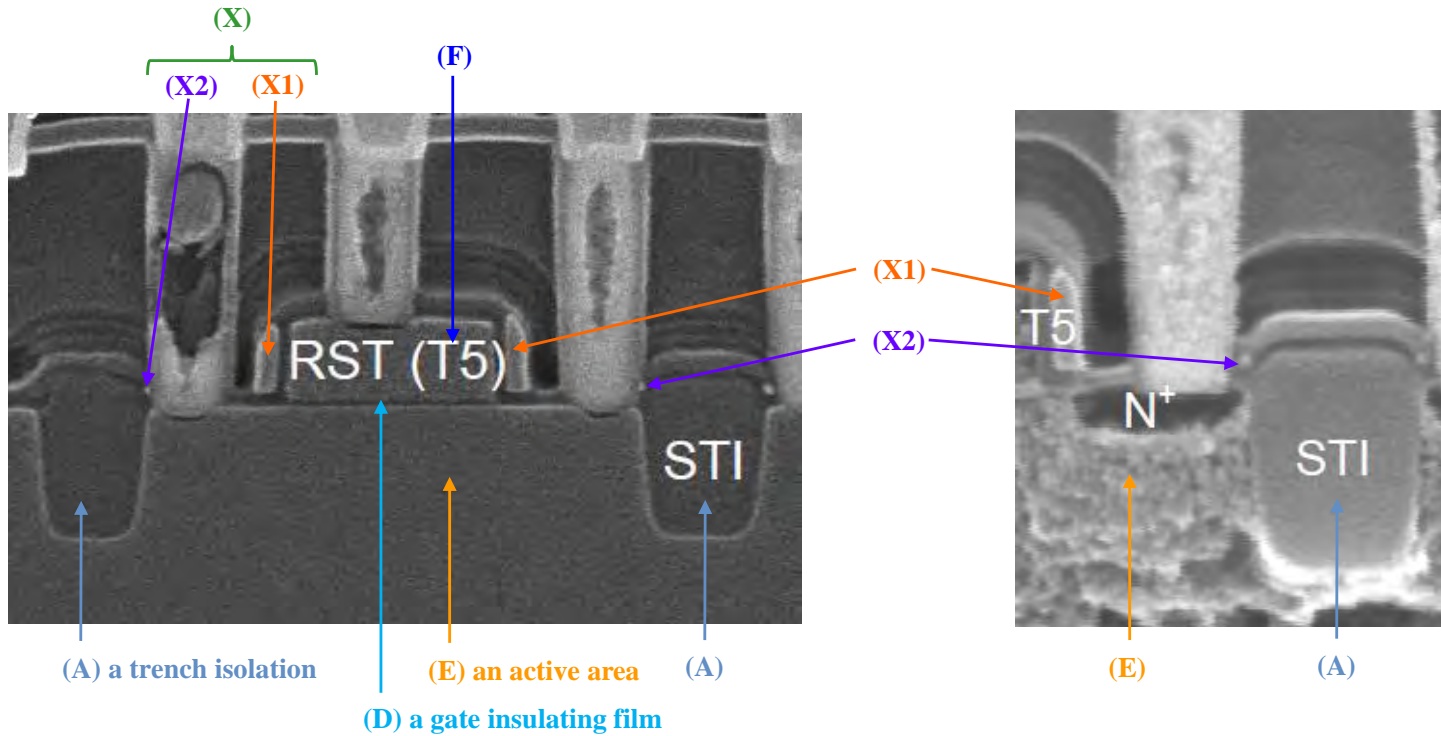 (X)
(F)
(X2)
(X1)
(X1)
T5
RST (T5)
(X2)
N+
STI
STI
(A) a trench isolation
(E) an active area
(A)
(E)
(A)
(D) a gate insulating film